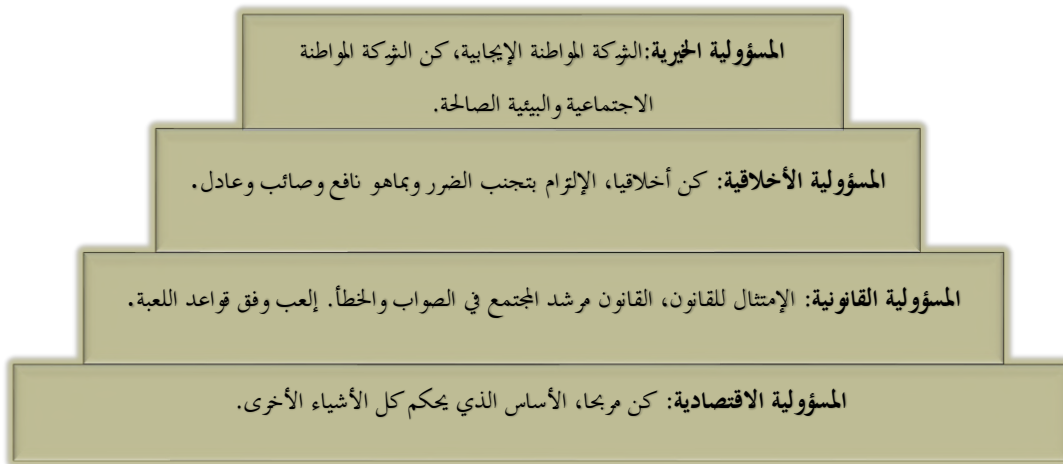 المسؤولية الخيرية:الشركة المواطنة الإيجابية، كن الشركة المواطنة
الاجتماعية والبيئية الصالحة.
المسؤولية الأخلاقية: كن أخلاقيا، الإلتزام بتجنب الضرر وبماهو نافع وصائب وعادل.
المسؤولية القانونية: الإمتثال للقانون، القانون مرشد المجتمع في الصواب والخطأ. إلعب وفق قواعد اللعبة.
المسؤولية الاقتصادية: كن مربحا، الأساس الذي يحكم كل الأشياء الأخرى.